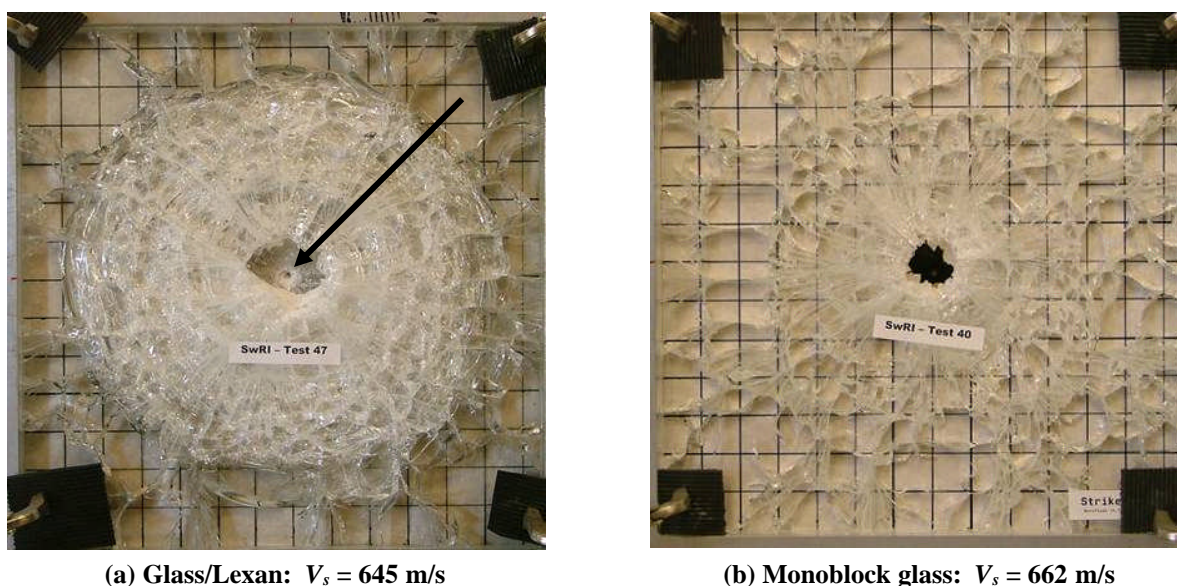 SwRI – Test 47
SwRI – Test 40
Strike
(a) Glass/Lexan: Vs = 645 m/s
(b) Monoblock glass: Vs = 662 m/s